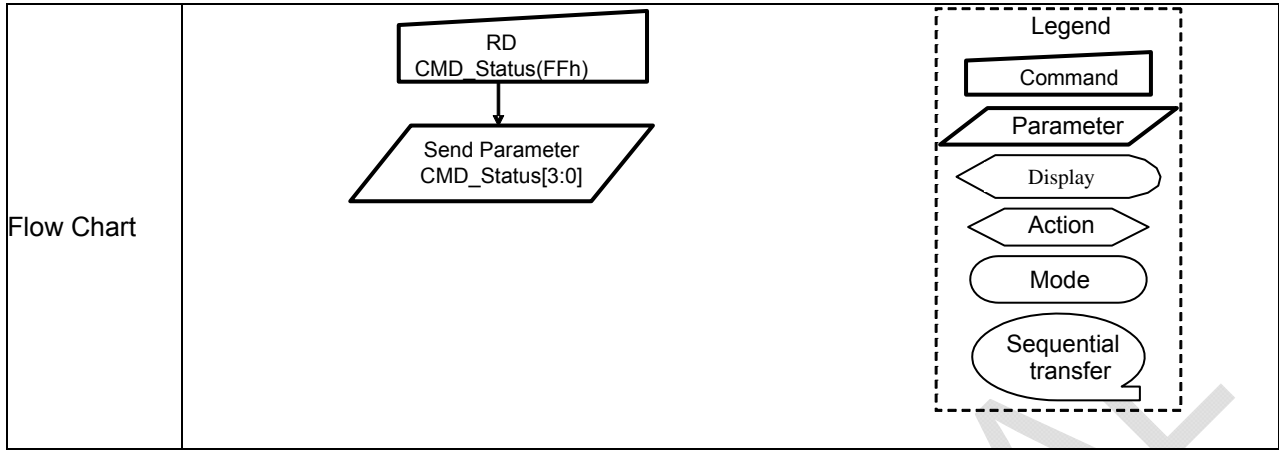 Flow Chart
RD
CMD_Status(FFh)
Send Parameter
CMD_Status[3:0]
Legend
Command
Parameter
Display
Action
Mode
Sequential
transfer